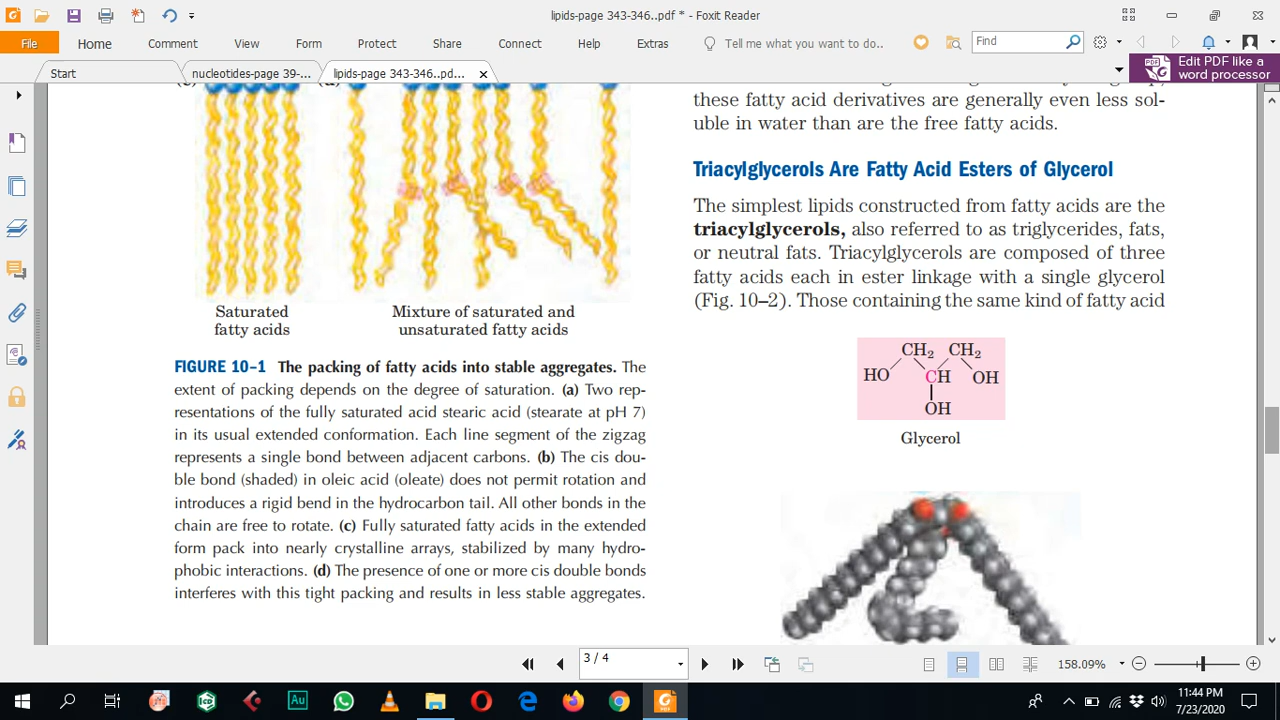 lipids-page 343-346..pdf * - Foxit Reader
File Home Comment View Form Protect Share Connect Help Extras Tell me what you want to do.. Find
Start nucleotides-page 39-... lipids-page 343-346..pd... Edit PDF like a
word processor
Saturated
fatty acids
Mixture of saturated and
unsaturated fatty acids
FIGURE 10–1 The packing of fatty acids into stable aggregates. The
extent of packing depends on the degree of saturation. (a) Two rep-
resentations of the fully saturated acid stearic acid (stearate at pH 7)
in its usual extended conformation. Each line segment of the zigzag
represents a single bond between adjacent carbons. (b) The cis dou-
ble bond (shaded) in oleic acid (oleate) does not permit rotation and
introduces a rigid bend in the hydrocarbon tail. All other bonds in the
chain are free to rotate. (c) Fully saturated fatty acids in the extended
form pack into nearly crystalline arrays, stabilized by many hydro-
phobic interactions. (d) The presence of one or more cis double bonds
interferes with this tight packing and results in less stable aggregates.
these fatty acid derivatives are generally even less sol-
uble in water than are the free fatty acids.
Triacylglycerols Are Fatty Acid Esters of Glycerol
The simplest lipids constructed from fatty acids are the
triacylglycerols, also referred to as triglycerides, fats,
or neutral fats. Triacylglycerols are composed of three
fatty acids each in ester linkage with a single glycerol
(Fig. 10–2). Those containing the same kind of fatty acid
CH₂ CH₂
HO CH OH
OH
Glycerol
3 / 4 158.09%
Au
11:44 PM
7/23/2020